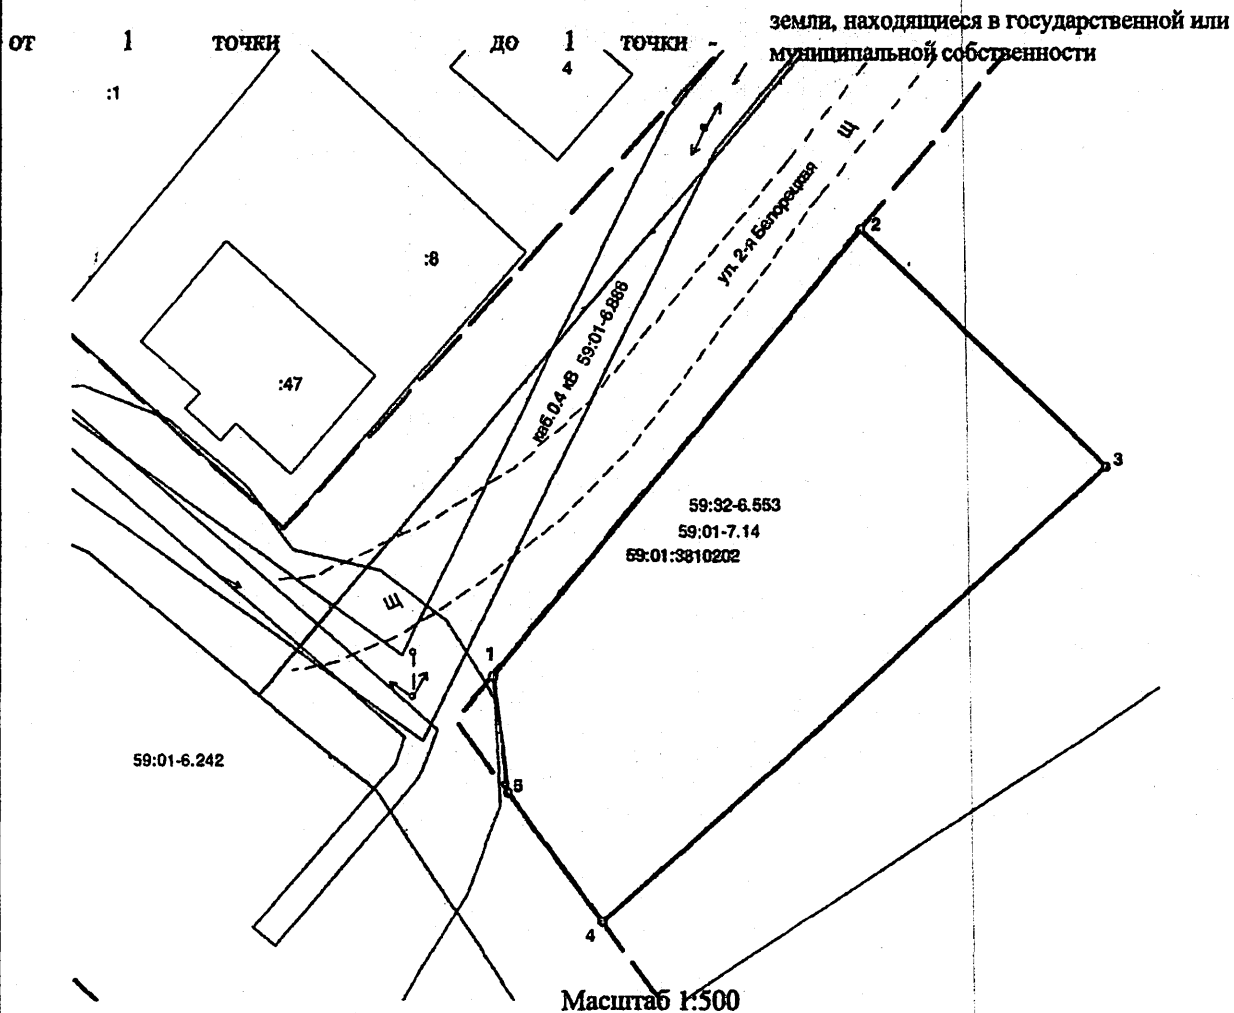 от 1 точки до 1 точки -
земли, находящиеся в государственной или
муниципальной собственности
4
:1
Щ
ул. 2-я Белорецкая
2
:8
каб.0.4 кВ 59:01-6.886
:47
3
59:32-6.553
59:01-7.14
59:01:3810202
Щ
1
59:01-6.242
5
4
Масштаб 1:500